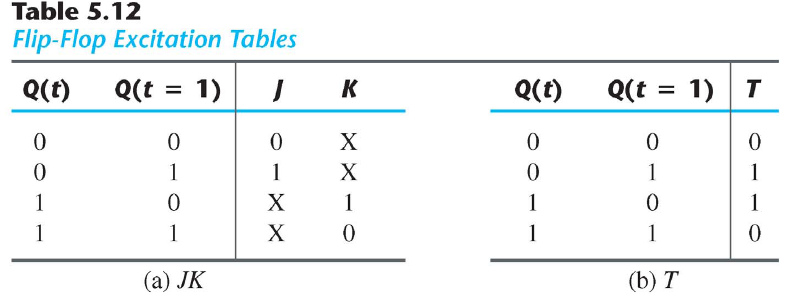 Table 5.12
Flip-Flop Excitation Tables
Q(t) Q(t = 1) J K
0 0 0 X
0 1 1 X
1 0 X 1
1 1 X 0
(a) JK
Q(t) Q(t = 1) T
0 0 0
0 1 1
1 0 1
1 1 0
(b) T